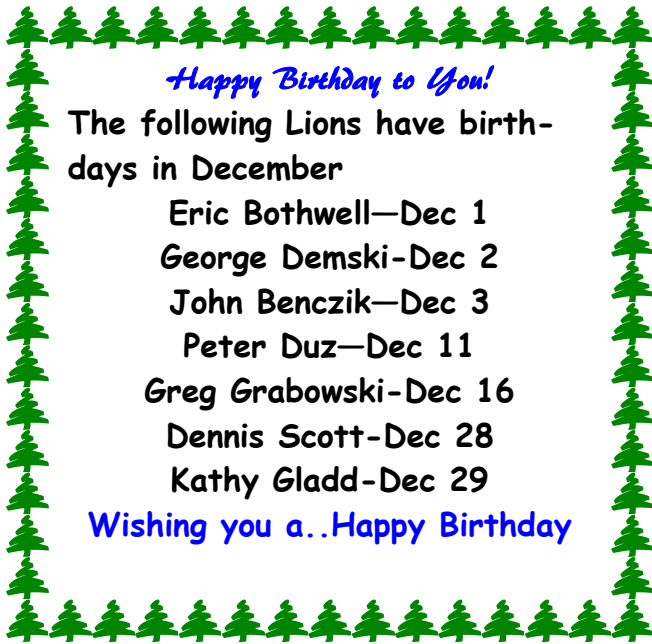 Happy Birthday to You!
The following Lions have birth-
days in December
Eric Bothwell—Dec 1
George Demski-Dec 2
John Benczik—Dec 3
Peter Duz—Dec 11
Greg Grabowski-Dec 16
Dennis Scott-Dec 28
Kathy Gladd-Dec 29
Wishing you a..Happy Birthday